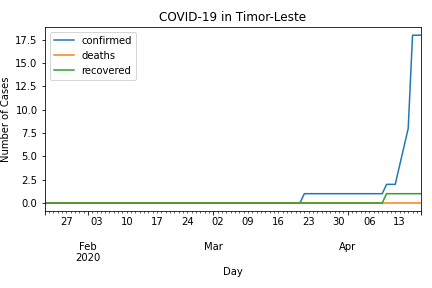 COVID-19 in Timor-Leste
confirmed
deaths
recovered
Number of Cases
17.5
15.0
12.5
10.0
7.5
5.0
2.5
0.0
27 03 10 17 24 02 09 16 23 30 06 13
Feb Mar Apr
2020
Day